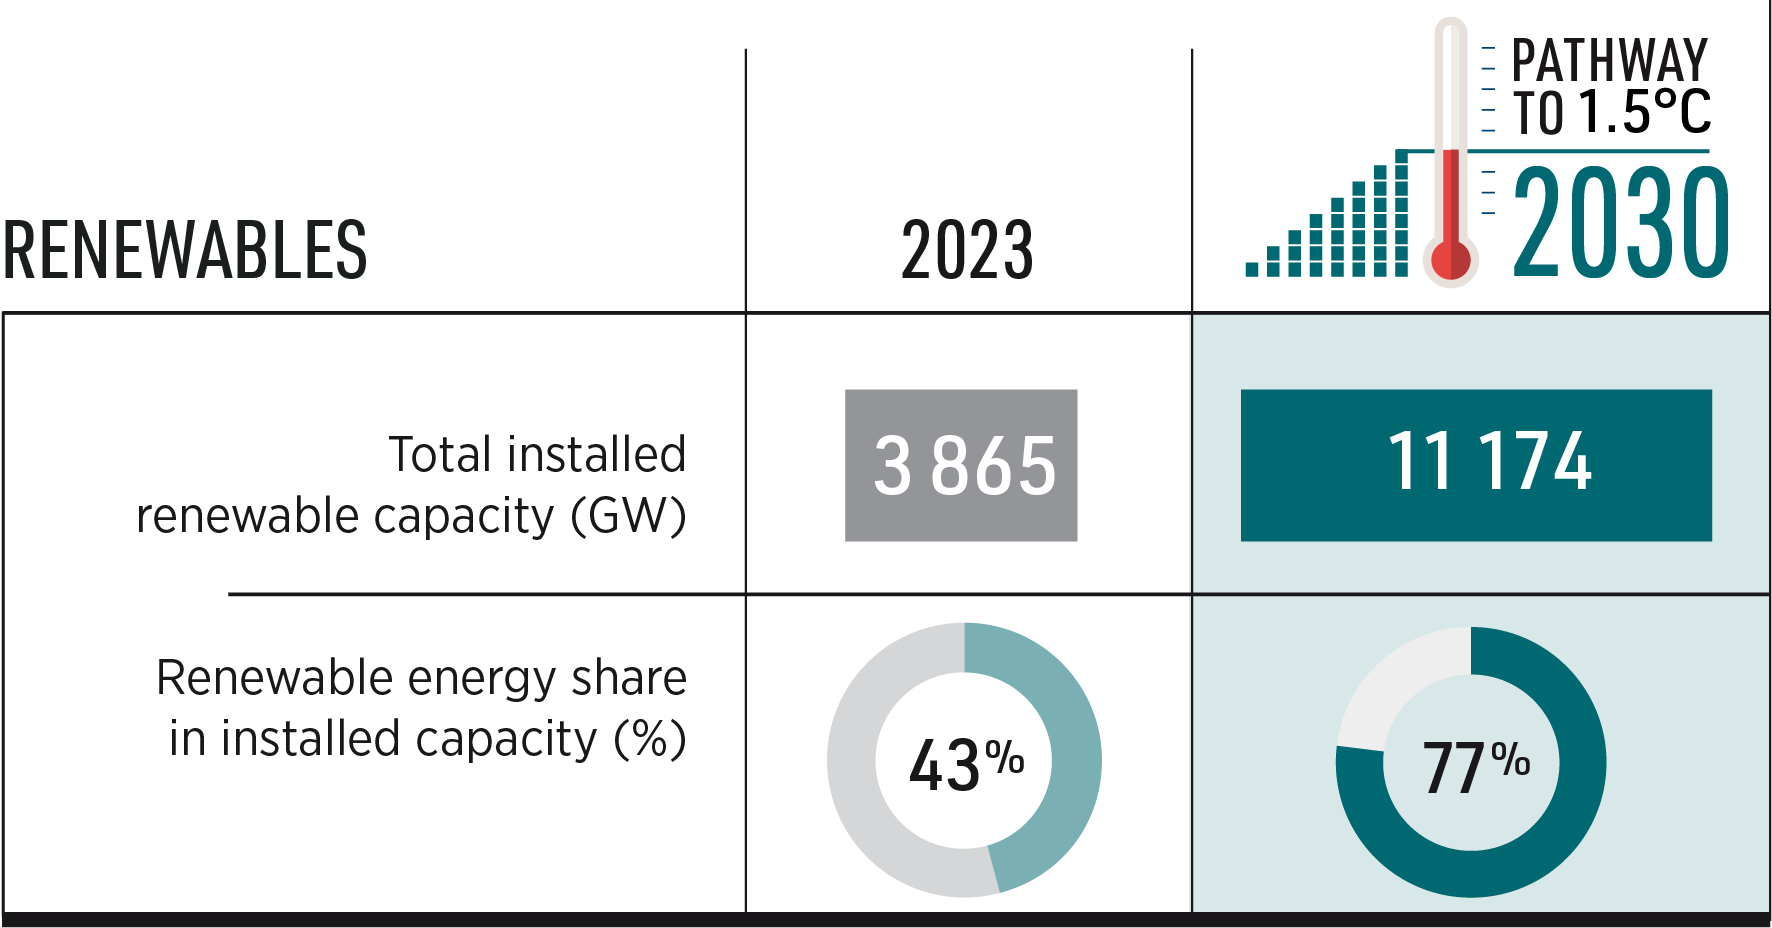 PATHWAY
TO 1.5°C
2030
RENEWABLES
2023
Total installed
renewable capacity (GW)
3 865
11 174
Renewable energy share
in installed capacity (%)
43%
77%